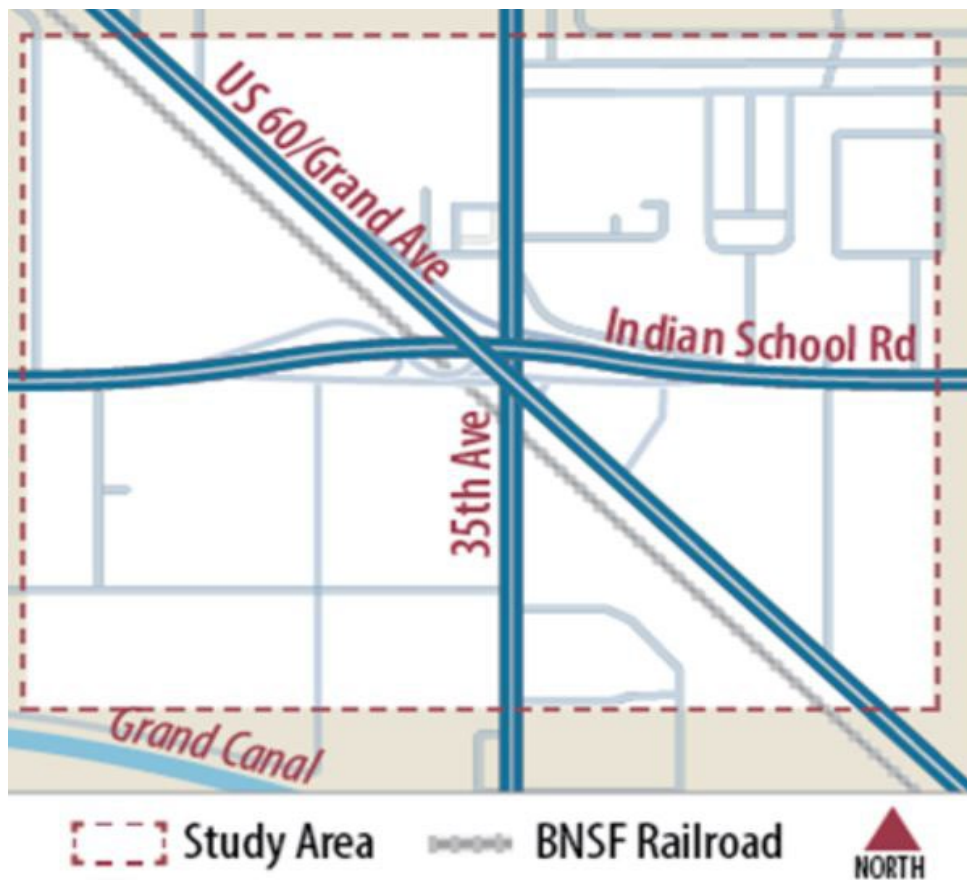 US 60/Grand Ave
Indian School Rd
35th Ave
Grand Canal
Study Area
BNSF Railroad
NORTH